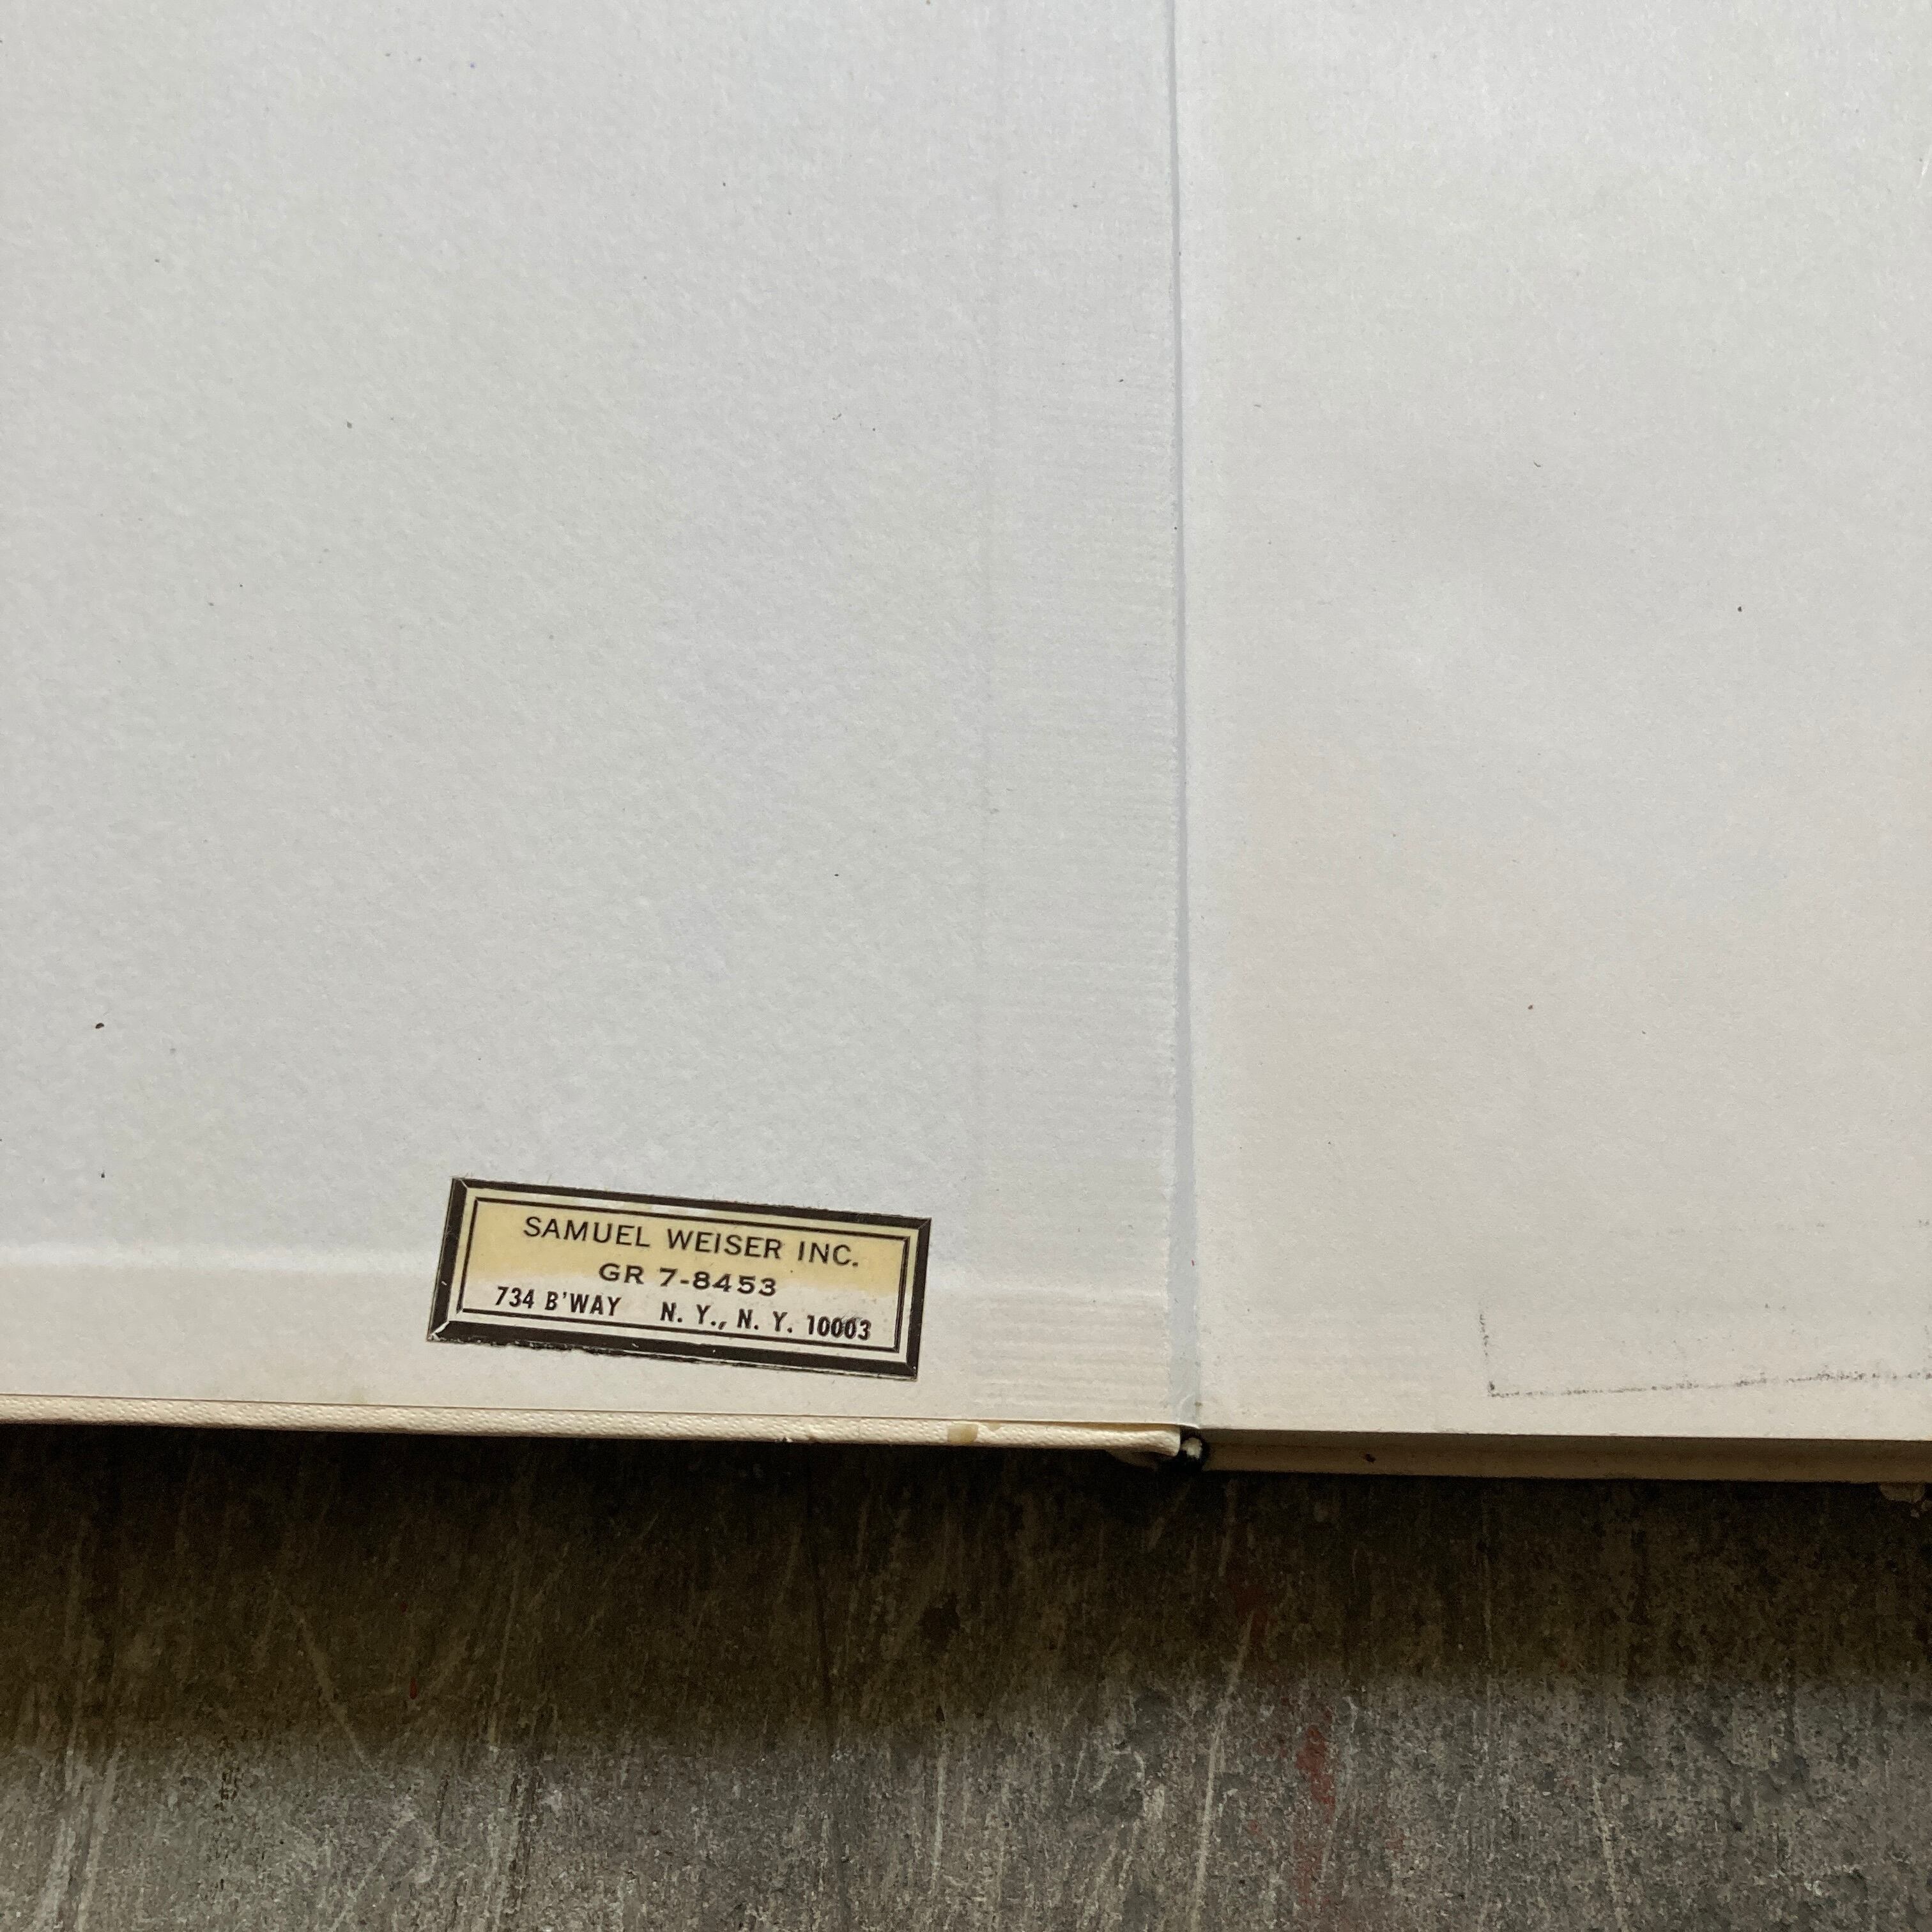 SAMUEL WEISER INC.
GR 7-8453
734 B'WAY N. Y., N. Y. 10003